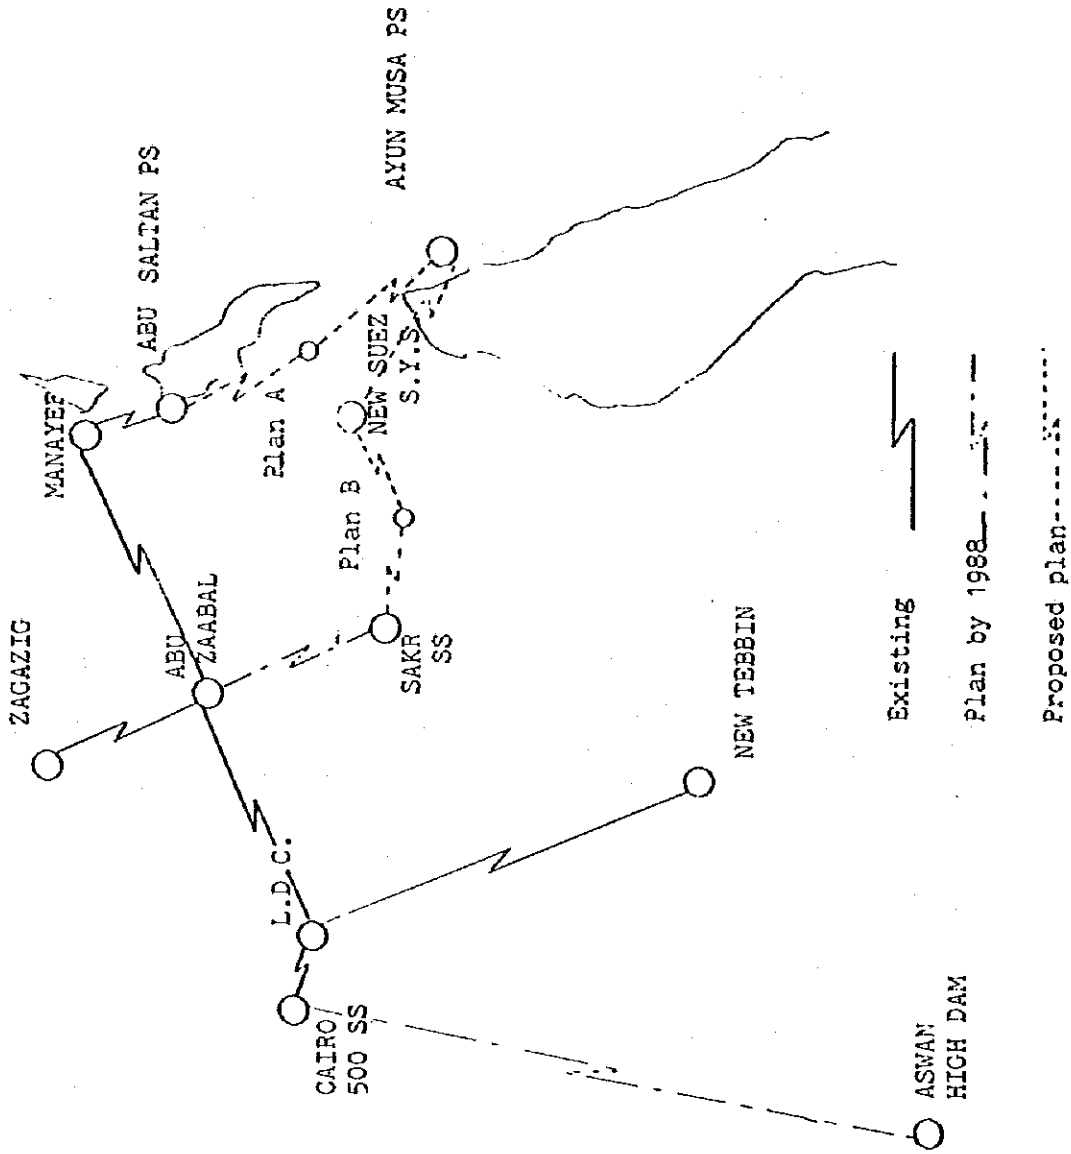 ZAGAZIG
MANAYEF
ABU SALTAN PS
ABU
ZAABAL
Plan A
AYUN MUSA PS
NEW SUEZ
S.Y.S
Plan B
SAKR
SS
L.D.C.
CAIRO
500 SS
NEW TEBBIN
ASWAN
HIGH DAM
Existing
Plan by 1988
Proposed plan